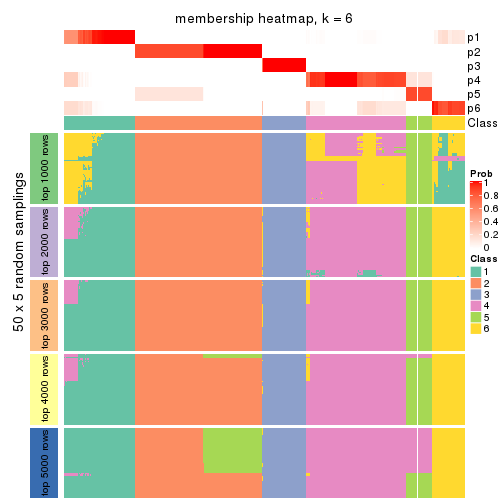 membership heatmap, k = 6
p1
p2
p3
p4
p5
p6
Class
50 x 5 random samplings
top 1000 rows
top 2000 rows
top 3000 rows
top 4000 rows
top 5000 rows
Prob
1
0.8
0.6
0.4
0.2
0
Class
1
2
3
4
5
6